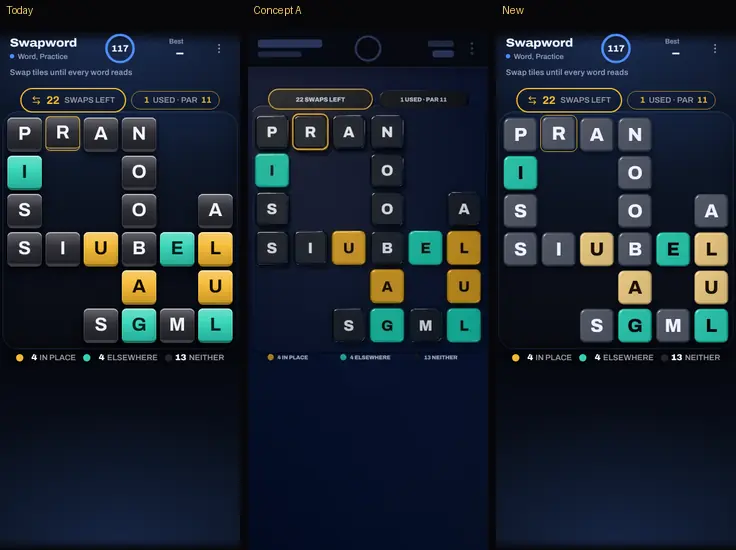 Today
Swapword
117
Best
–
Word, Practice
Swap tiles until every word reads
22 SWAPS LEFT
1 USED · PAR 11
P R A N
I O
S O A
S I U B E L
A U
S G M L
4 IN PLACE 4 ELSEWHERE 13 NEITHER
Concept A
22 SWAPS LEFT
1 USED · PAR 11
P R A N
I O
S O A
S I U B E L
A U
S G M L
4 IN PLACE 4 ELSEWHERE 13 NEITHER
New
Swapword
117
Best
–
Word, Practice
Swap tiles until every word reads
22 SWAPS LEFT
1 USED · PAR 11
P R A N
I O
S O A
S I U B E L
A U
S G M L
4 IN PLACE 4 ELSEWHERE 13 NEITHER